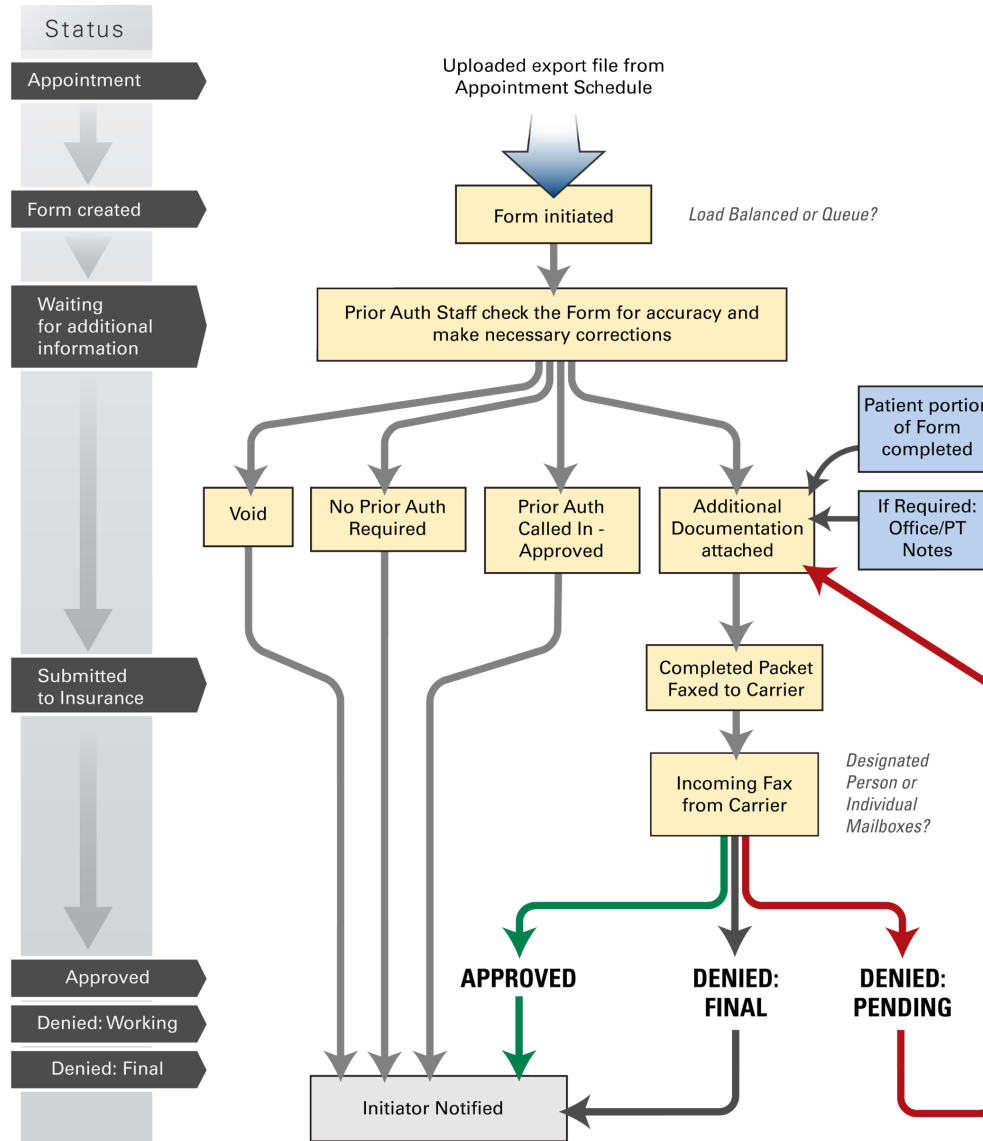 Status
Appointment
Form created
Waiting
for additional
information
Submitted
to Insurance
Approved
Denied: Working
Denied: Final
Uploaded export file from
Appointment Schedule
Form initiated
Load Balanced or Queue?
Prior Auth Staff check the Form for accuracy and
make necessary corrections
Void
No Prior Auth
Required
Prior Auth
Called In -
Approved
Additional
Documentation
attached
Patient portion
of Form
completed
If Required:
Office/PT
Notes
Completed Packet
Faxed to Carrier
Incoming Fax
from Carrier
Designated
Person or
Individual
Mailboxes?
APPROVED
DENIED:
FINAL
DENIED:
PENDING
Initiator Notified